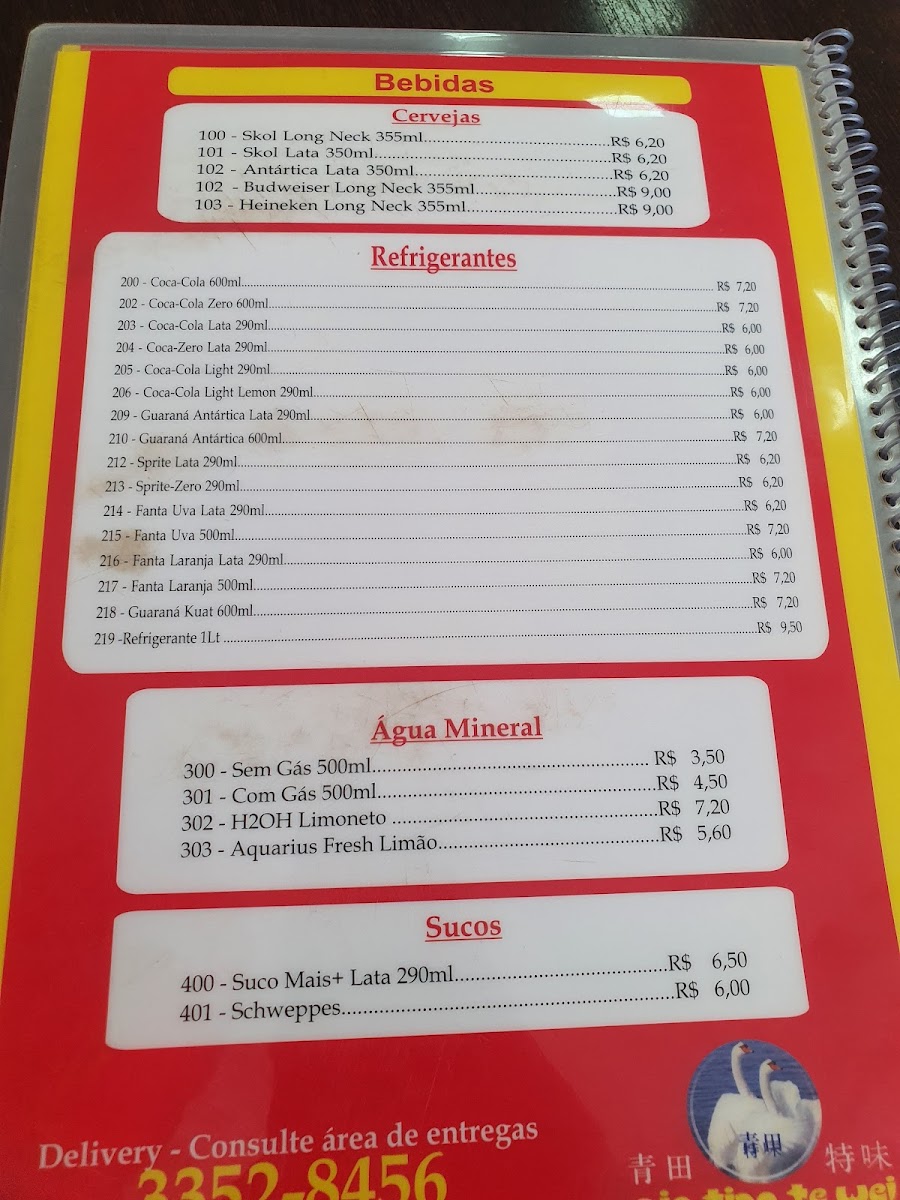 Bebidas
Cervejas
100 - Skol Long Neck 355ml........................................R$ 6,20
101 - Skol Lata 350ml..................................................R$ 6,20
102 - Antártica Lata 350ml..........................................R$ 6,20
102 - Budweiser Long Neck 355ml..............................R$ 9,00
103 - Heineken Long Neck 355ml................................R$ 9,00
Refrigerantes
200 - Coca-Cola 600ml........................................R$ 7,20
202 - Coca-Cola Zero 600ml........................................R$ 7,20
203 - Coca-Cola Lata 290ml........................................R$ 6,00
204 - Coca-Zero Lata 290ml........................................R$ 6,00
205 - Coca-Cola Light 290ml........................................R$ 6,00
206 - Coca-Cola Light Lemon 290ml........................................R$ 6,00
209 - Guaraná Antártica Lata 290ml........................................R$ 6,00
210 - Guaraná Antártica 600ml........................................R$ 7,20
212 - Sprite Lata 290ml........................................R$ 6,20
213 - Sprite-Zero 290ml........................................R$ 6,20
214 - Fanta Uva Lata 290ml........................................R$ 6,20
215 - Fanta Uva 500ml........................................R$ 7,20
216 - Fanta Laranja Lata 290ml........................................R$ 6,00
217 - Fanta Laranja 500ml........................................R$ 7,20
218 - Guaraná Kuat 600ml........................................R$ 7,20
219 -Refrigerante 1Lt ........................................R$ 9,50
Água Mineral
300 - Sem Gás 500ml........................................R$ 3,50
301 - Com Gás 500ml........................................R$ 4,50
302 - H2OH Limoneto ........................................R$ 7,20
303 - Aquarius Fresh Limão........................................R$ 5,60
Sucos
400 - Suco Mais+ Lata 290ml........................................R$ 6,50
401 - Schweppes........................................R$ 6,00
Delivery - Consulte área de entregas
3352-8456
青田
青田
特味